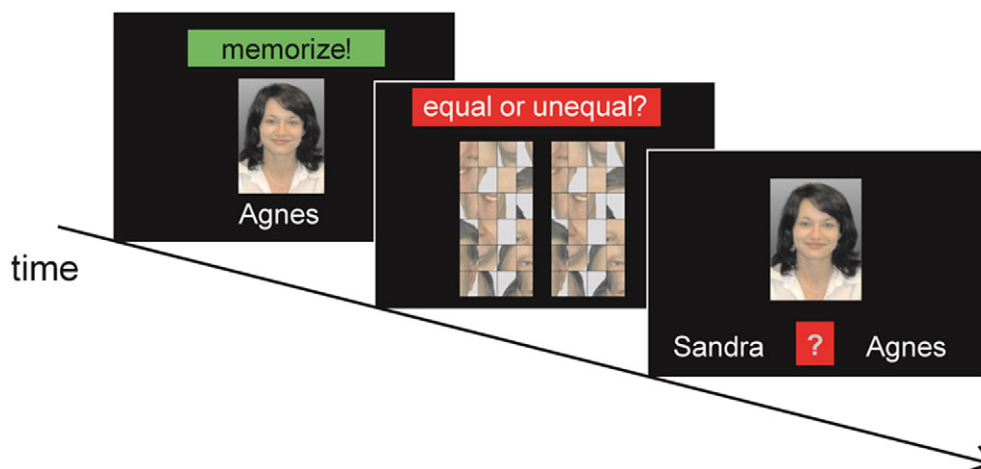 memorize!
Agnes
equal or unequal?
time
Sandra ? Agnes